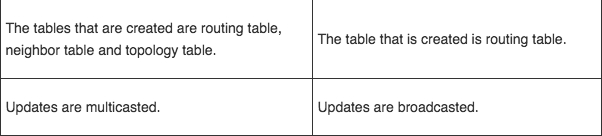 The tables that are created are routing table,
neighbor table and topology table.
The table that is created is routing table.
Updates are multicasted.
Updates are broadcasted.